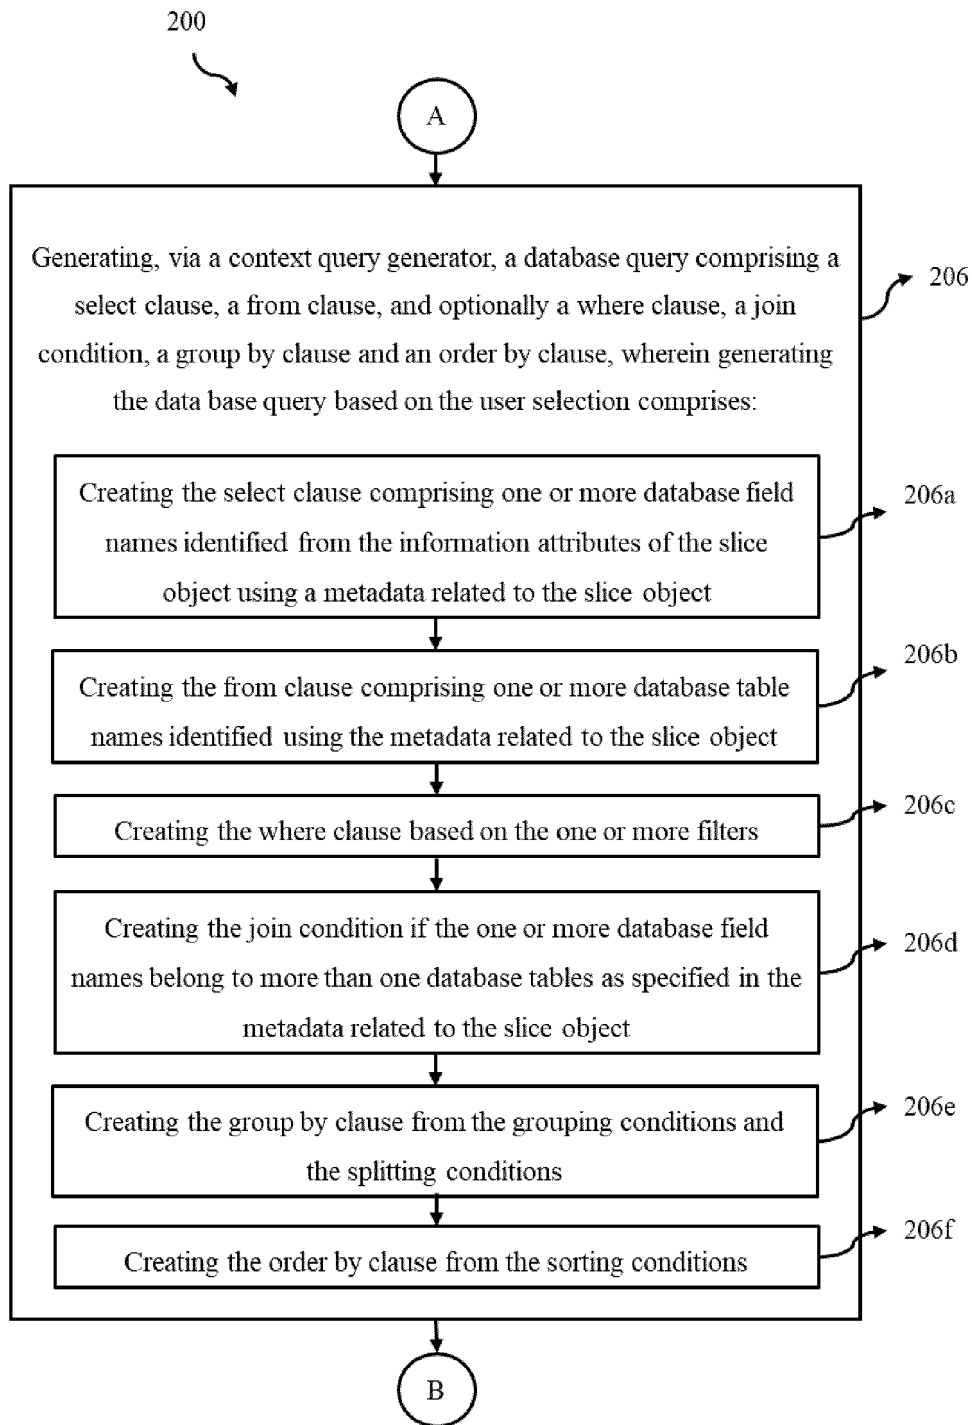 200
A
Generating, via a context query generator, a database query comprising a
select clause, a from clause, and optionally a where clause, a join
condition, a group by clause and an order by clause, wherein generating
the data base query based on the user selection comprises:
206
Creating the select clause comprising one or more database field
names identified from the information attributes of the slice
object using a metadata related to the slice object
206a
Creating the from clause comprising one or more database table
names identified using the metadata related to the slice object
206b
Creating the where clause based on the one or more filters
206c
Creating the join condition if the one or more database field
names belong to more than one database tables as specified in the
metadata related to the slice object
206d
Creating the group by clause from the grouping conditions and
the splitting conditions
206e
Creating the order by clause from the sorting conditions
206f
B